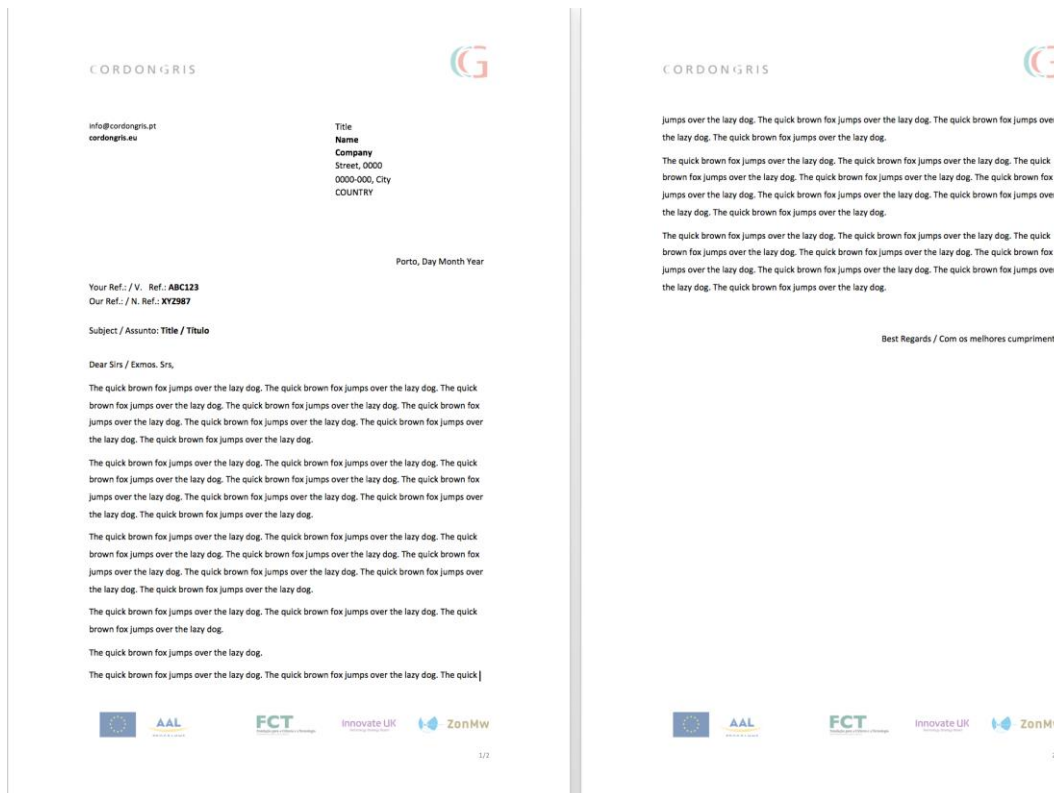 CORDONGRIS
info@cordongris.pt
cordongris.eu
Title
Name
Company
Street, 0000
0000-000, City
COUNTRY
Porto, Day Month Year
Your Ref.: / V. Ref.: ABC123
Our Ref.: / N. Ref.: XYZ987
Subject / Assunto: Title / Título
Dear Sirs / Exmos. Srs,
The quick brown fox jumps over the lazy dog. The quick brown fox jumps over the lazy dog. The quick
brown fox jumps over the lazy dog. The quick brown fox jumps over the lazy dog. The quick brown fox
jumps over the lazy dog. The quick brown fox jumps over the lazy dog. The quick brown fox jumps over
the lazy dog. The quick brown fox jumps over the lazy dog.
The quick brown fox jumps over the lazy dog. The quick brown fox jumps over the lazy dog. The quick
brown fox jumps over the lazy dog. The quick brown fox jumps over the lazy dog. The quick brown fox
jumps over the lazy dog. The quick brown fox jumps over the lazy dog. The quick brown fox jumps over
the lazy dog. The quick brown fox jumps over the lazy dog.
The quick brown fox jumps over the lazy dog. The quick brown fox jumps over the lazy dog. The quick
brown fox jumps over the lazy dog. The quick brown fox jumps over the lazy dog. The quick brown fox
jumps over the lazy dog. The quick brown fox jumps over the lazy dog. The quick brown fox jumps over
the lazy dog. The quick brown fox jumps over the lazy dog.
The quick brown fox jumps over the lazy dog. The quick brown fox jumps over the lazy dog. The quick
brown fox jumps over the lazy dog.
The quick brown fox jumps over the lazy dog.
The quick brown fox jumps over the lazy dog. The quick brown fox jumps over the lazy dog. The quick
AAL
FCT
Innovate UK
ZonMw
1/2
CORDONGRIS
jumps over the lazy dog. The quick brown fox jumps over the lazy dog. The quick brown fox jumps over
the lazy dog. The quick brown fox jumps over the lazy dog.
The quick brown fox jumps over the lazy dog. The quick brown fox jumps over the lazy dog. The quick
brown fox jumps over the lazy dog. The quick brown fox jumps over the lazy dog. The quick brown fox
jumps over the lazy dog. The quick brown fox jumps over the lazy dog. The quick brown fox jumps over
the lazy dog. The quick brown fox jumps over the lazy dog.
The quick brown fox jumps over the lazy dog. The quick brown fox jumps over the lazy dog. The quick
brown fox jumps over the lazy dog. The quick brown fox jumps over the lazy dog. The quick brown fox
jumps over the lazy dog. The quick brown fox jumps over the lazy dog. The quick brown fox jumps over
the lazy dog. The quick brown fox jumps over the lazy dog.
Best Regards / Com os melhores cumpriment
AAL
FCT
Innovate UK
ZonMw